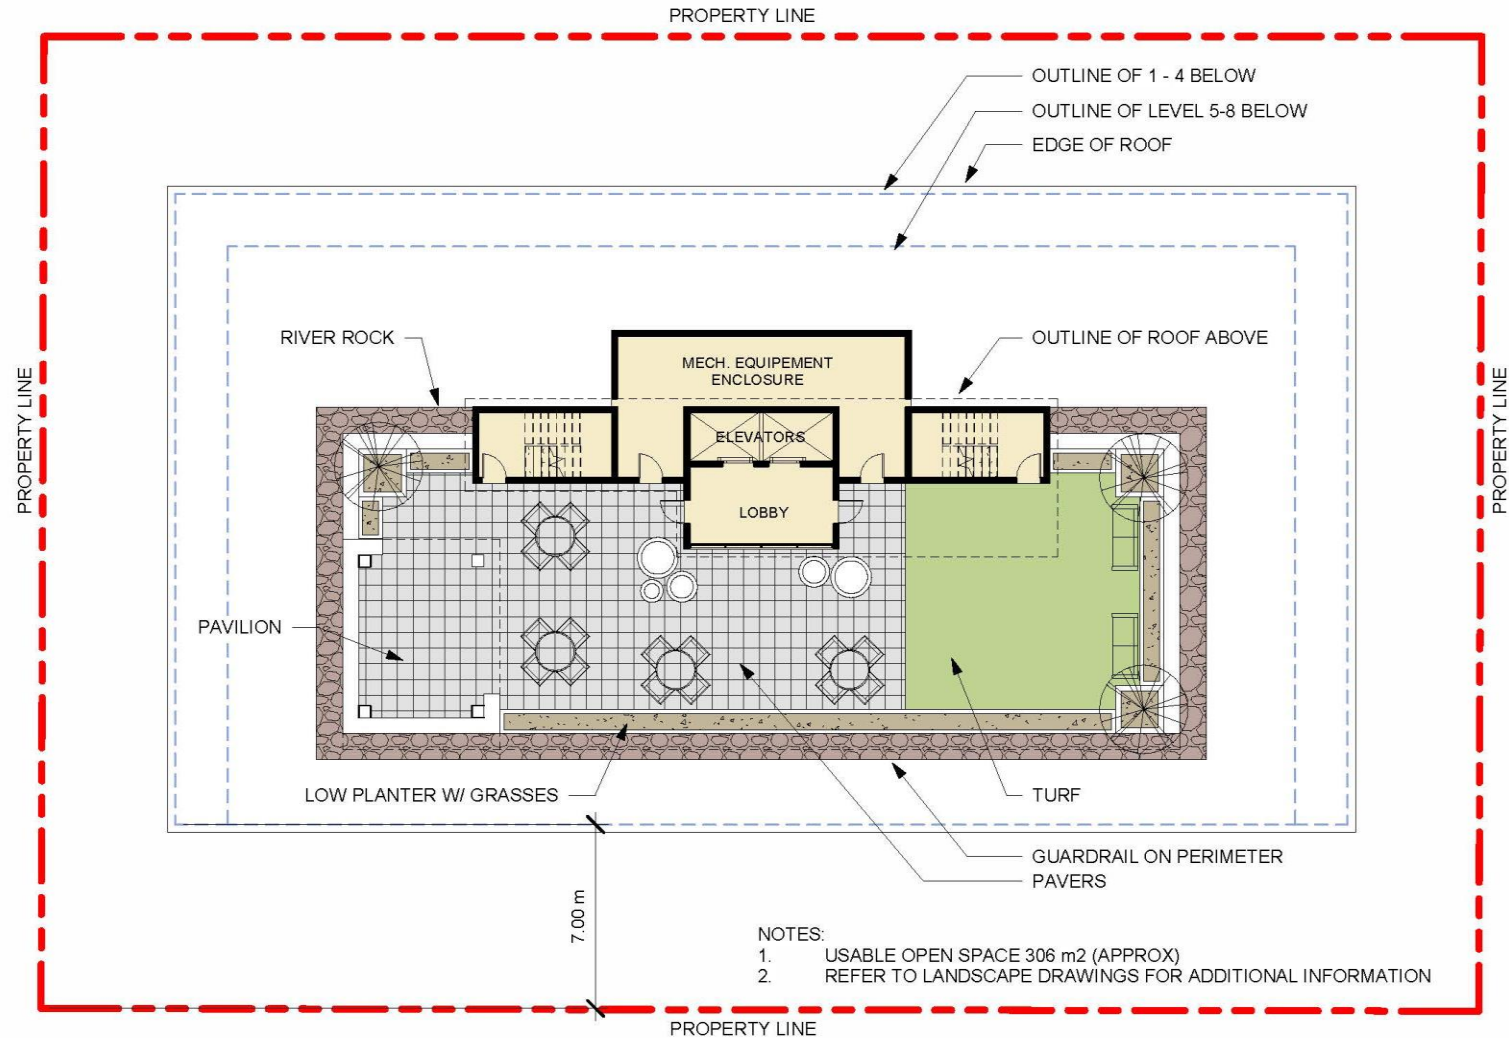 PROPERTY LINE
OUTLINE OF 1 - 4 BELOW
OUTLINE OF LEVEL 5-8 BELOW
EDGE OF ROOF
RIVER ROCK
OUTLINE OF ROOF ABOVE
MECH. EQUIPEMENT
ENCLOSURE
PROPERTY LINE
PROPERTY LINE
ELEVATORS
LOBBY
PAVILION
LOW PLANTER W/ GRASSES
TURF
GUARDRAIL ON PERIMETER
PAVERS
7.00 m
NOTES:
1. USABLE OPEN SPACE 306 m2 (APPROX)
2. REFER TO LANDSCAPE DRAWINGS FOR ADDITIONAL INFORMATION
PROPERTY LINE